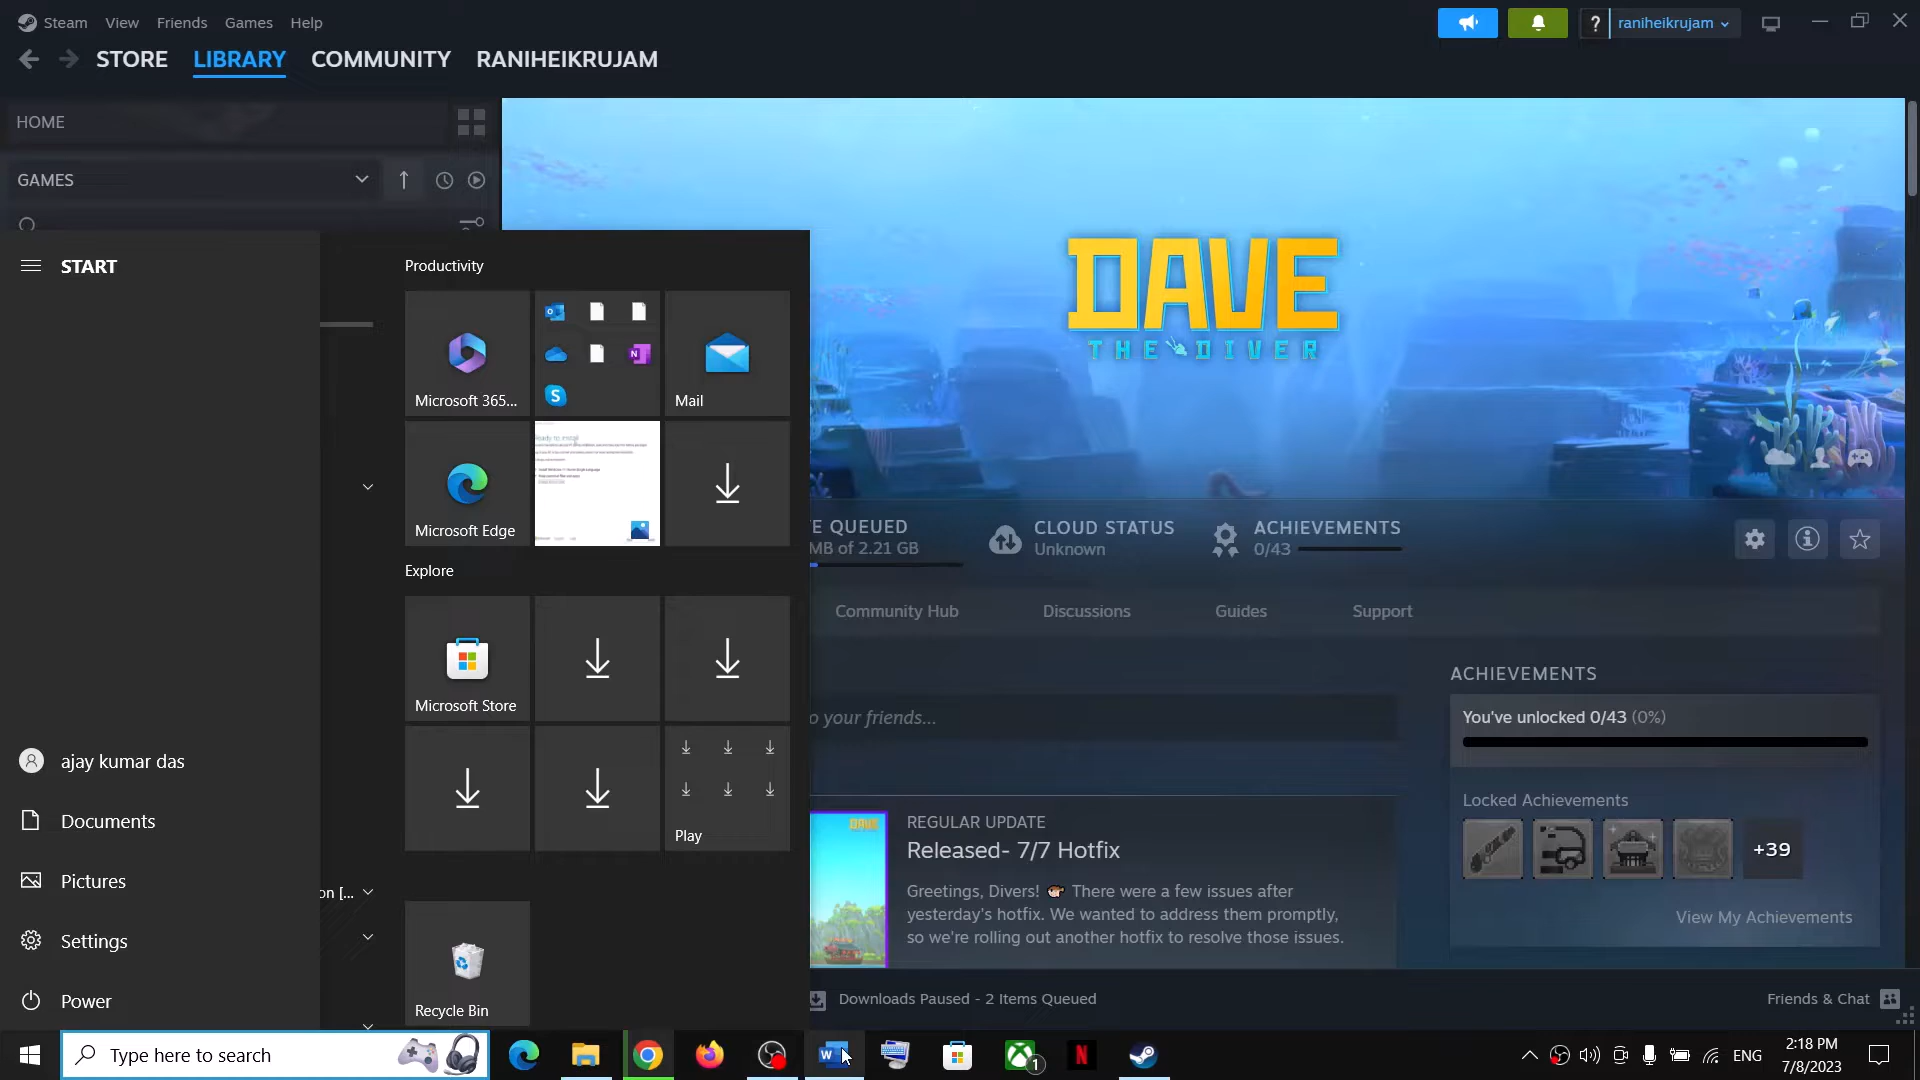 Steam View Friends Games Help
? raniheikrujam
STORE LIBRARY COMMUNITY RANIHEIKRUJAM
HOME
GAMES
START
Productivity
Microsoft 365...
Mail
Microsoft Edge
Ready to install
Explore
Microsoft Store
Play
Recycle Bin
ajay kumar das
Documents
Pictures
Settings
Power
on [...
DAVE
THE DIVER
E QUEUED
MB of 2.21 GB
CLOUD STATUS
Unknown
ACHIEVEMENTS
0/43
Community Hub Discussions Guides Support
o your friends...
ACHIEVEMENTS
You've unlocked 0/43 (0%)
Locked Achievements
+39
View My Achievements
DAVE
REGULAR UPDATE
Released- 7/7 Hotfix
Greetings, Divers! There were a few issues after
yesterday's hotfix. We wanted to address them promptly,
so we're rolling out another hotfix to resolve those issues.
Downloads Paused - 2 Items Queued
Friends & Chat
Type here to search
1
ENG
2:18 PM
7/8/2023